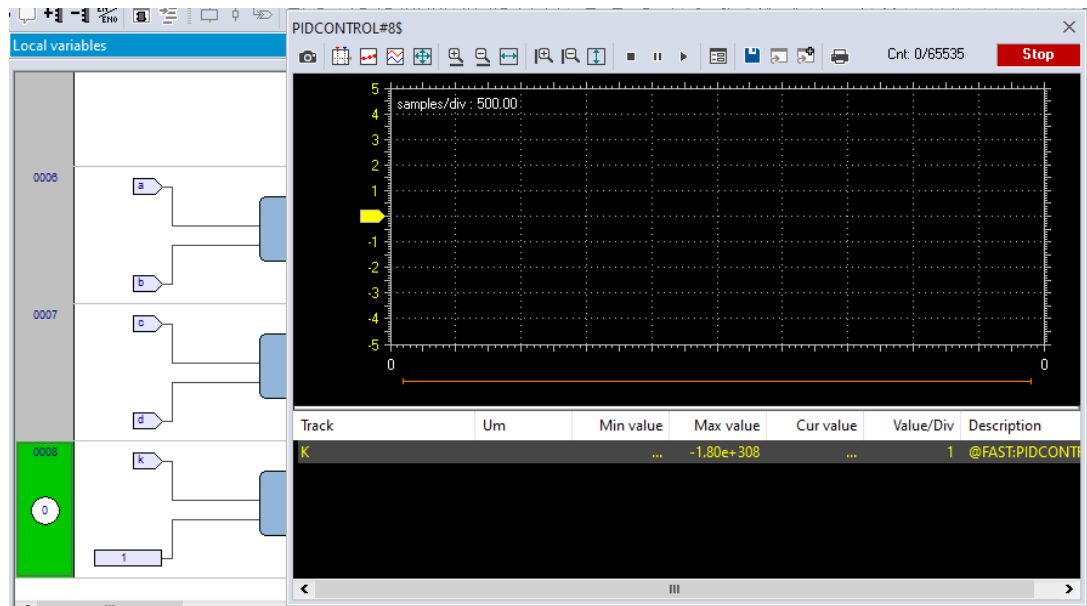 EN/
ENO
Local variables
0006
a
b
0007
c
d
0008
k
0
1
PIDCONTROL#8$
Cnt: 0/65535
Stop
samples/div : 500.00
5
4
3
2
1
-1
-2
-3
-4
-5
0 0
Track Um Min value Max value Cur value Value/Div Description
K ... -1.80e+308 ... 1 @FAST:PIDCONT